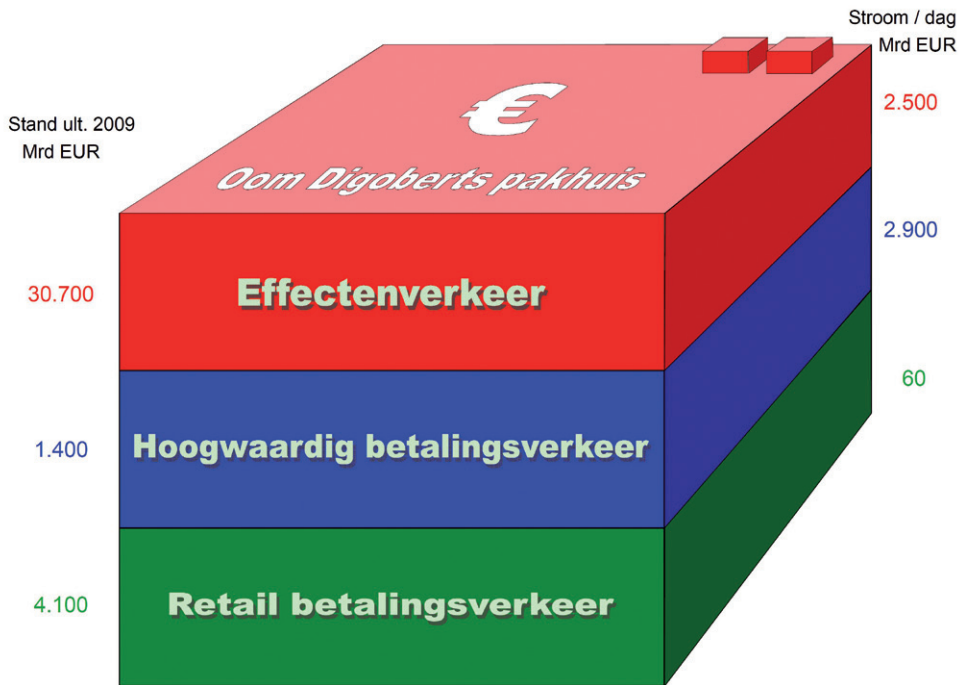 Stroom / dag
Mrd EUR
2.500
€
Stand ult. 2009
Mrd EUR
Oom Digoberts pakhuis
2.900
30.700
Effectenverkeer
60
1.400
Hoogwaardig betalingsverkeer
4.100
Retail betalingsverkeer